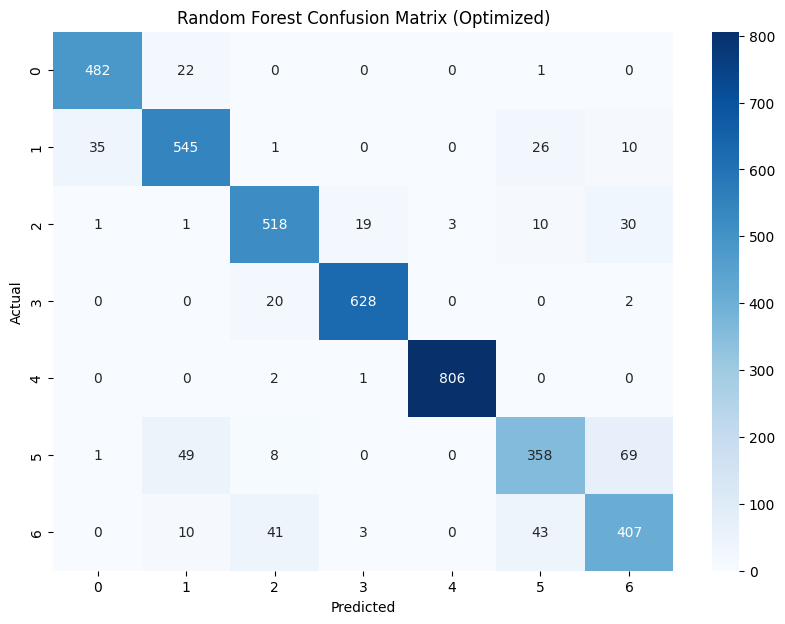 Random Forest Confusion Matrix (Optimized)
0 482 22 0 0 0 1 0
1 35 545 1 0 0 26 10
2 1 1 518 19 3 10 30
3 0 0 20 628 0 0 2
4 0 0 2 1 806 0 0
5 1 49 8 0 0 358 69
6 0 10 41 3 0 43 407
0 1 2 3 4 5 6
Actual
Predicted
800
700
600
500
400
300
200
100
0